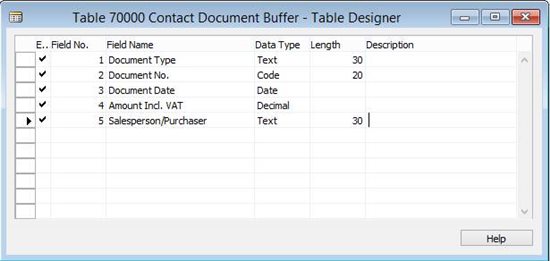 Table 70000 Contact Document Buffer - Table Designer
E.. Field No. Field Name Data Type Length Description
1 Document Type Text 30
2 Document No. Code 20
3 Document Date Date
4 Amount Incl. VAT Decimal
5 Salesperson/Purchaser Text 30
Help